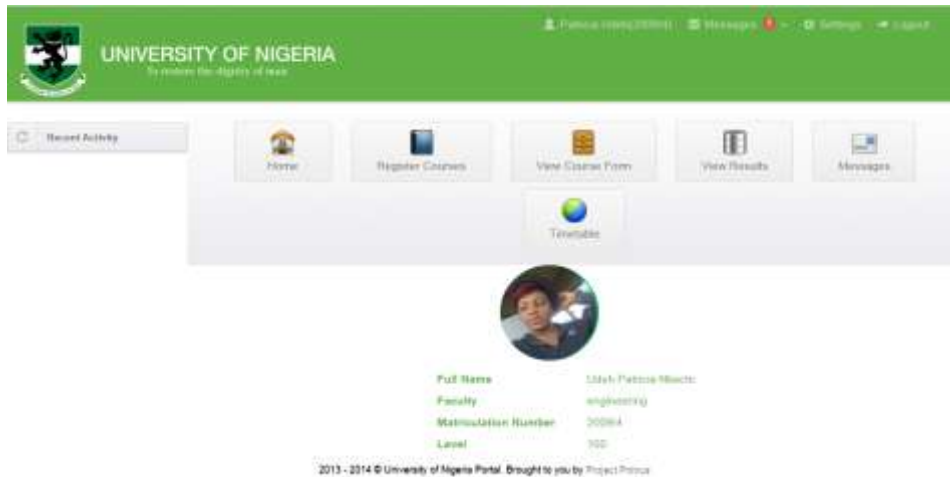 Messages Settings Logout
UNIVERSITY OF NIGERIA
To restore the dignity of man
Recent Activity
Home Register Courses View Course Form View Results Messages
Timetable
Full Name Patricia
Faculty engineering
Matriculation Number
Level
2013 - 2014 © University of Nigeria Portal. Brought to you by Project